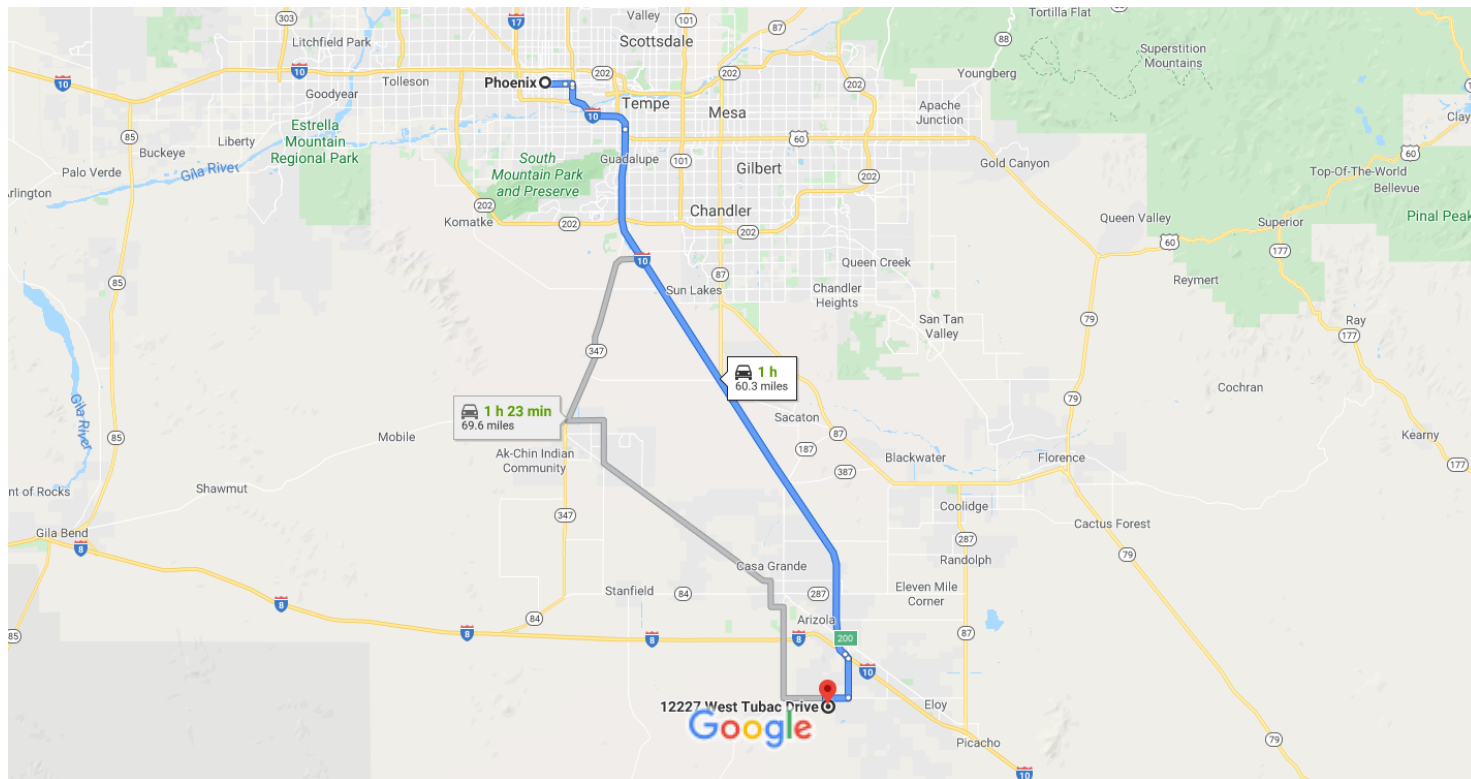 Valley
101
87
Tortilla Flat
303
17
Scottsdale
88
Litchfield Park
Superstition
Mountains
10
10
Tolleson
202
202
Youngberg
Phoenix
202
Goodyear
Tempe
Mesa
Apache
Junction
10
Estrella
Mountain
Regional Park
85
Liberty
Buckeye
60
Clay
South
Mountain Park
and Preserve
Guadalupe
101
Gilbert
Gold Canyon
60
Palo Verde
Gila River
202
Top-Of-The-World
Bellevue
Arlington
202
Komatke
202
Chandler
202
Queen Valley
Superior
Pinal Peak
60
177
10
87
Queen Creek
85
Sun Lakes
Chandler
Heights
Reymert
San Tan
Valley
79
Ray
177
347
1 h
60.3 miles
Cochran
Gila River
79
1 h 23 min
69.6 miles
Sacaton
Mobile
85
87
Kearny
Ak-Chin Indian
Community
187
387
Blackwater
Florence
177
nt of Rocks
Shawmut
Coolidge
347
Cactus Forest
Gila Bend
8
287
79
Casa Grande
Randolph
Stanfield
84
287
Eleven Mile
Corner
8
84
Arizola
85
8
8
8
200
87
10
12227 West Tubac Drive
Eloy
Google
Picacho
10